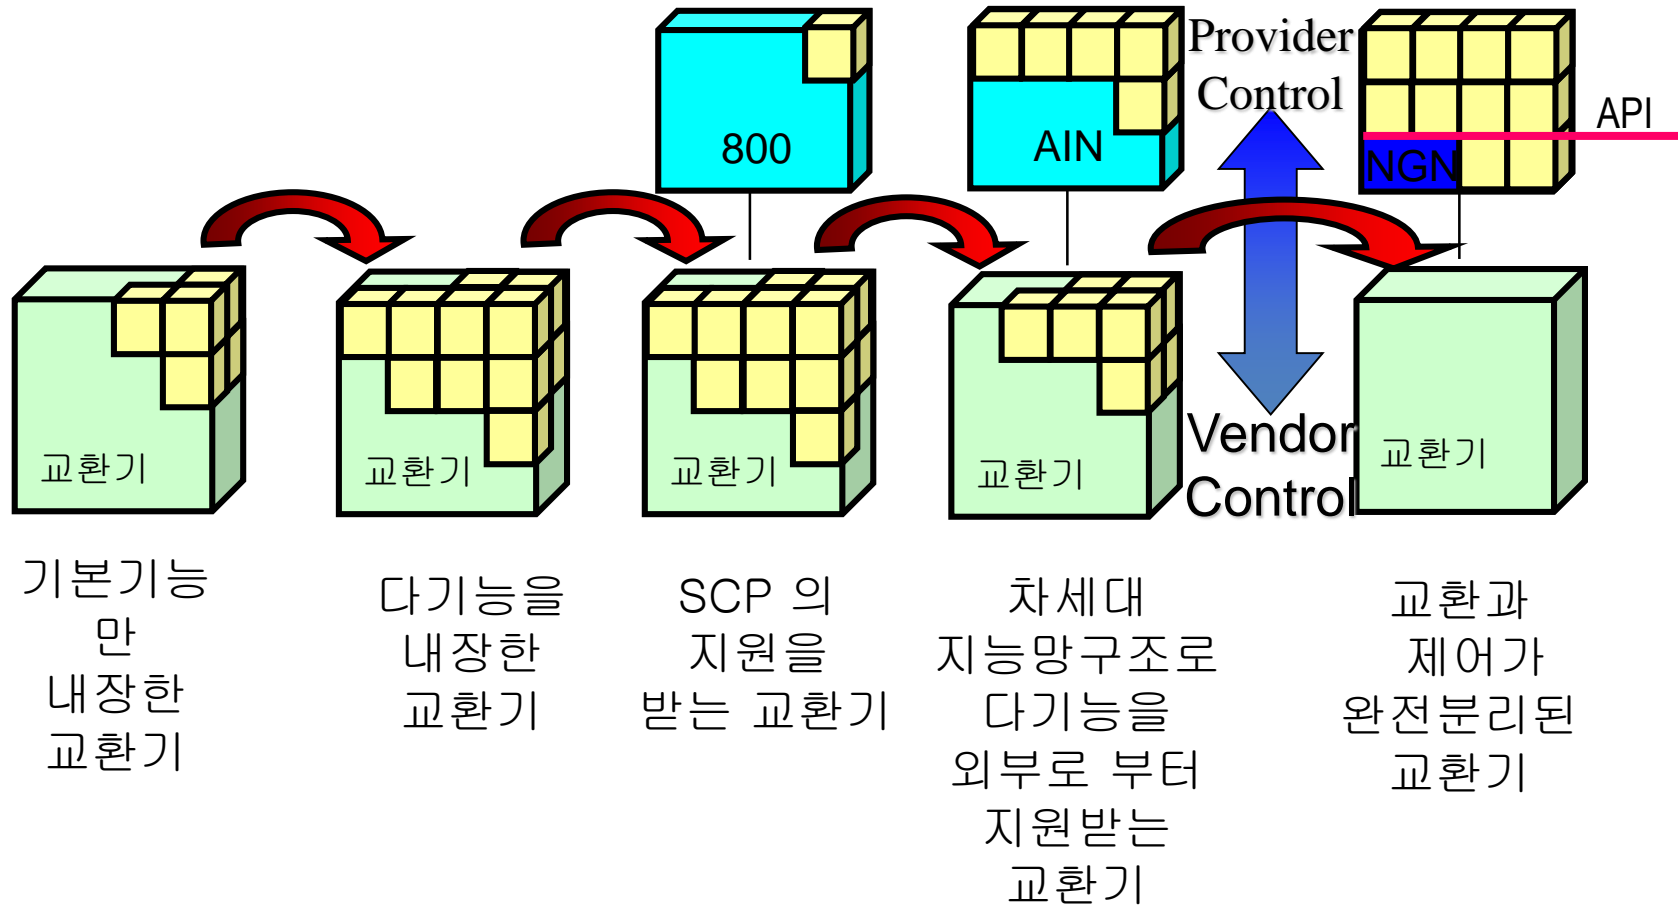 800
AIN
Provider
Control
NGN
API
교환기
교환기
교환기
교환기
교환기
Vendor
Control
기본기능
만
내장한
교환기
다기능을
내장한
교환기
SCP 의
지원을
받는 교환기
차세대
지능망구조로
다기능을
외부로 부터
지원받는
교환기
교환과
제어가
완전분리된
교환기